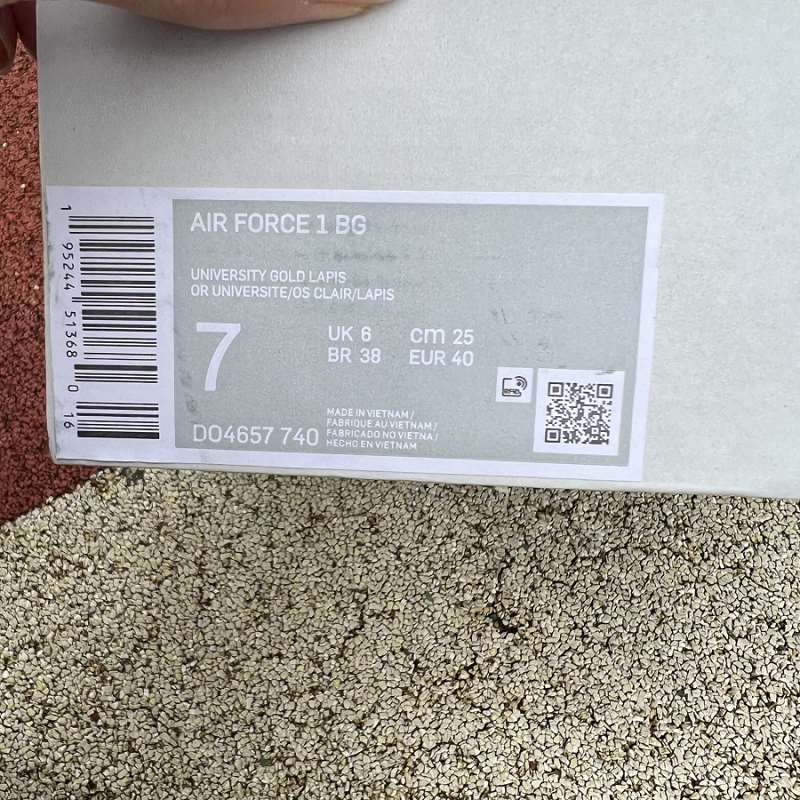 AIR FORCE 1 BG
UNIVERSITY GOLD LAPIS
OR UNIVERSITE/OS CLAIR/LAPIS
7
UK 6 cm 25
BR 38 EUR 40
DO4657 740
MADE IN VIETNAM /
FABRIQUE AU VIETNAM /
FABRICADO NO VIETNA /
HECHO EN VIETNAM
1 95244 51368 0 16